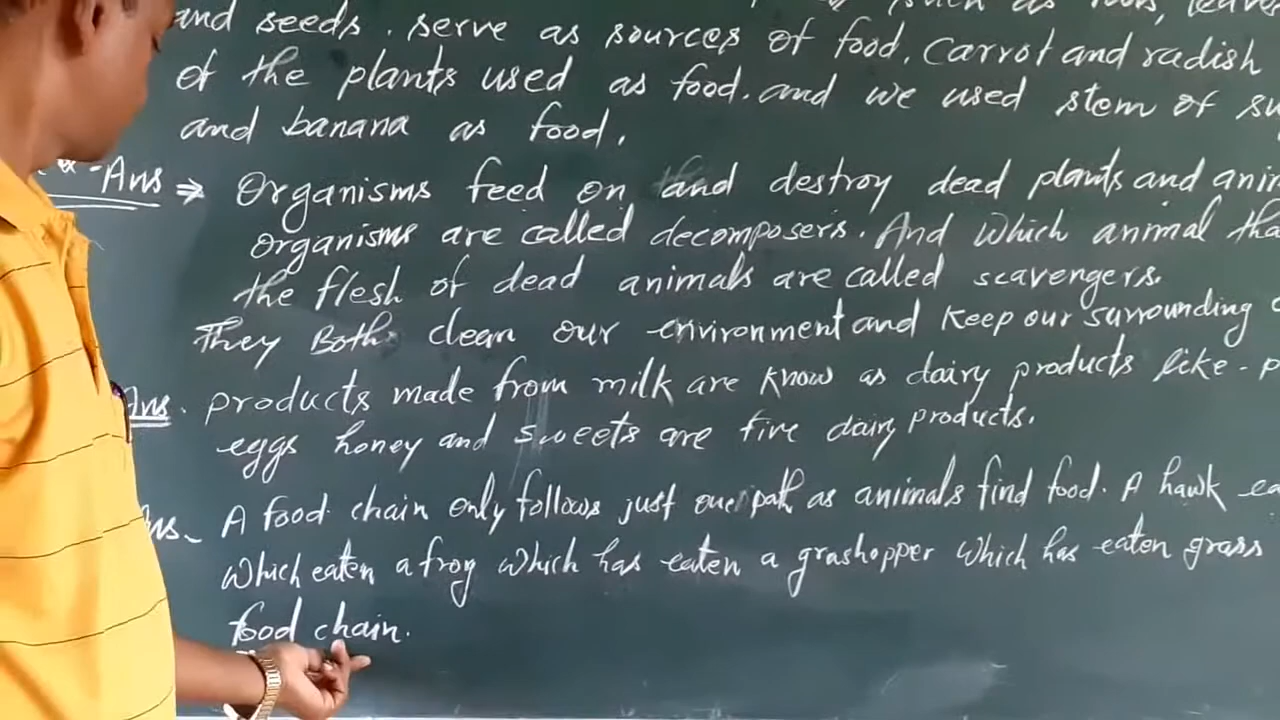 such as
and seeds. serve as sources of food. Carrot and radish
of the plants used as food. and we used stem of
and banana as food.
Ans ⇒ Organisms feed on and destroy dead plants and
organisms are called decomposers. And Which animal
the flesh of dead animals are called scavengers.
They Both clean our environment and Keep our surrounding
Ans. products made from milk are know as dairy products like -
eggs honey and sweets are five dairy products.
Ans. A food chain only follows just one path as animals find food. A hawk
Which eaten a frog which has eaten a grashopper which has eaten grass
food chain.